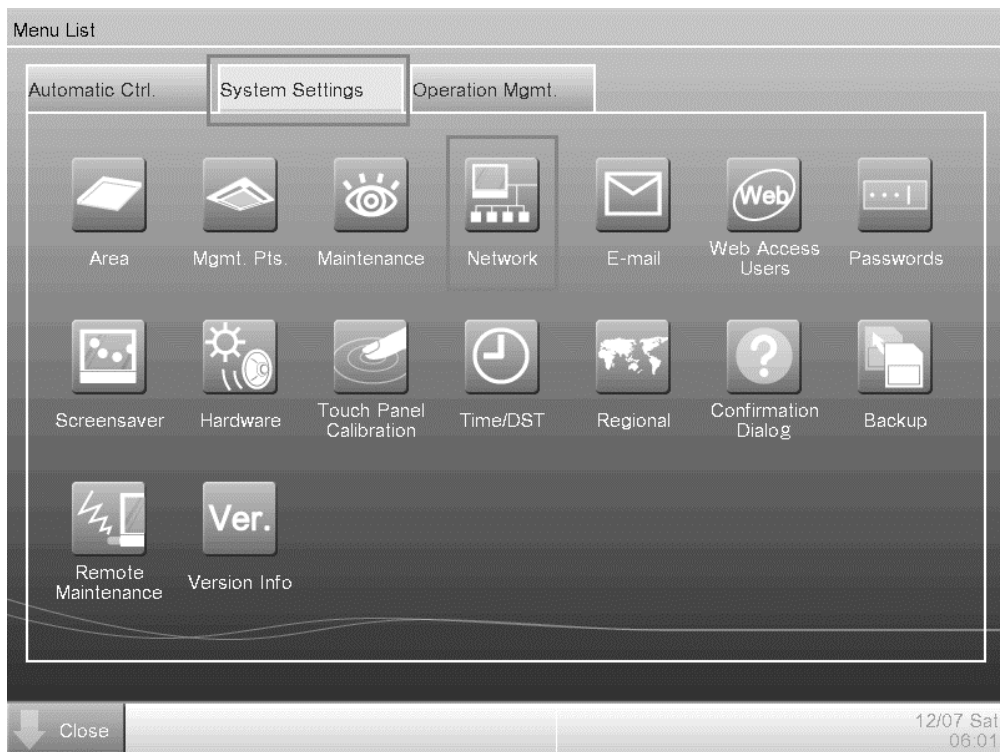 Menu List
Automatic Ctrl.
System Settings
Operation Mgmt.
Area
Mgmt. Pts.
Maintenance
Network
E-mail
Web
Web Access
Users
Passwords
Screensaver
Hardware
Touch Panel
Calibration
Time/DST
Regional
?
Confirmation
Dialog
Backup
Remote
Maintenance
Ver.
Version Info
Close
12/07 Sat
06:01